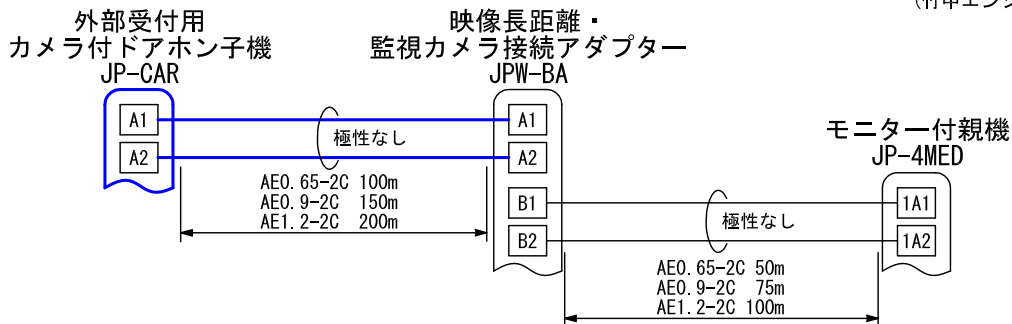 外部受付用
カメラ付ドアホン子機
JP-CAR
映像長距離・
監視カメラ接続アダプター
JPW-BA
モニター付親機
JP-4MED
A1
A2
極性なし
A1
A2
B1
B2
AE0.65-2C 100m
AE0.9-2C 150m
AE1.2-2C 200m
極性なし
1A1
1A2
AE0.65-2C 50m
AE0.9-2C 75m
AE1.2-2C 100m